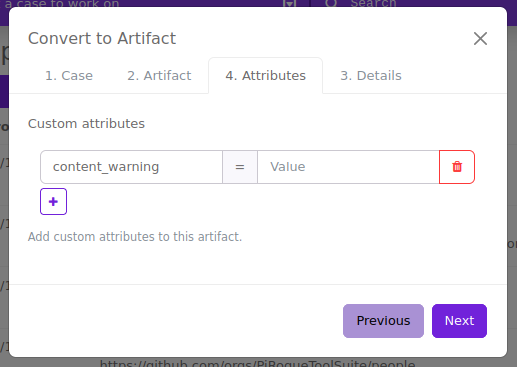 a case to work on
Search
Convert to Artifact
1. Case
2. Artifact
4. Attributes
3. Details
Custom attributes
content_warning
=
Value
+
Add custom attributes to this artifact.
Previous
Next
https://github.com/orgs/PiRogueToolSuite/people